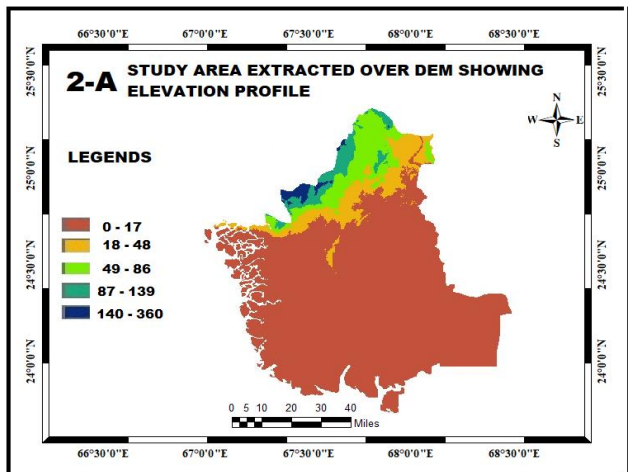 66°30'0"E 67°0'0"E 67°30'0"E 68°0'0"E 68°30'0"E
2-A STUDY AREA EXTRACTED OVER DEM SHOWING
ELEVATION PROFILE
N
W E
S
LEGENDS
0 - 17
18 - 48
49 - 86
87 - 139
140 - 360
25°30'0"N
25°0'0"N
24°30'0"N
24°0'0"N
25°30'0"N
25°0'0"N
24°30'0"N
24°0'0"N
0 5 10 20 30 40
Miles
66°30'0"E 67°0'0"E 67°30'0"E 68°0'0"E 68°30'0"E